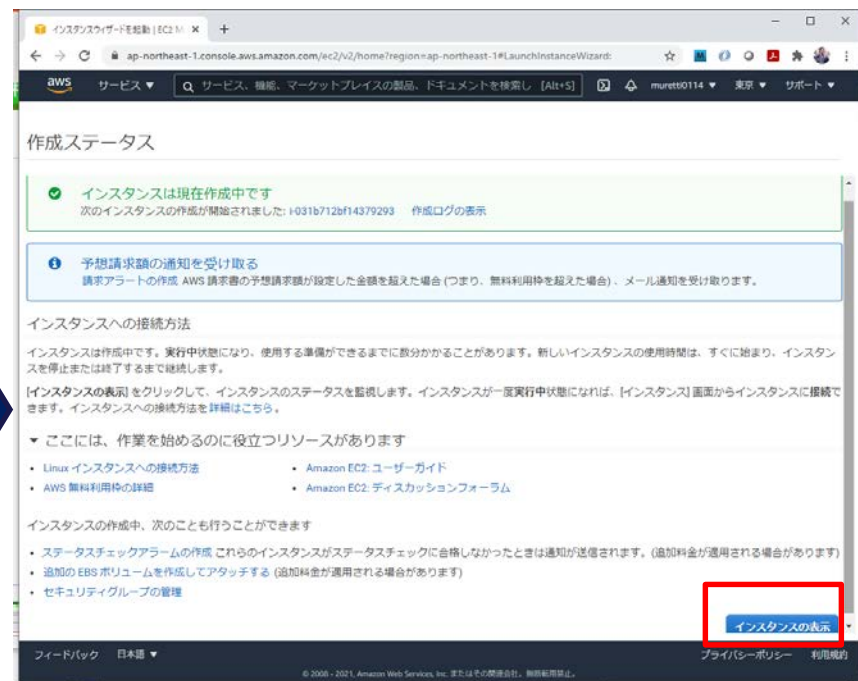 インスタンスウィザードを起動 | EC2 M
ap-northeast-1.console.aws.amazon.com/ec2/v2/home?region=ap-northeast-1#LaunchInstanceWizard:
aws サービス サービス、機能、マーケットプレイスの製品、ドキュメントを検索し [Alt+S] muretti0114 東京 サポート
作成ステータス
インスタンスは現在作成中です
次のインスタンスの作成が開始されました: i-031b712bf14379293 作成ログの表示
予想請求額の通知を受け取る
請求アラートの作成 AWS 請求書の予想請求額が設定した金額を超えた場合 (つまり、無料利用枠を超えた場合)、メール通知を受け取ります。
インスタンスへの接続方法
インスタンスは作成中です。実行中状態になり、使用する準備ができるまでに数分かかることがあります。新しいインスタンスの使用時間は、すぐに始まり、インスタン
スを停止または終了するまで継続します。
[インスタンスの表示] をクリックして、インスタンスのステータスを監視します。インスタンスが一度実行中状態になれば、[インスタンス] 画面からインスタンスに接続で
きます。インスタンスへの接続方法を詳細はこちら。
ここには、作業を始めるのに役立つリソースがあります
• Linux インスタンスへの接続方法 • Amazon EC2: ユーザーガイド
• AWS 無料利用枠の詳細 • Amazon EC2: ディスカッションフォーラム
インスタンスの作成中、次のことも行うことができます
• ステータスチェックアラームの作成 これらのインスタンスがステータスチェックに合格しなかったときは通知が送信されます。(追加料金が適用される場合があります)
• 追加の EBS ボリュームを作成してアタッチする (追加料金が適用される場合があります)
• セキュリティグループの管理
インスタンスの表示
フィードバック 日本語 プライバシーポリシー 利用規約
© 2008 - 2021, Amazon Web Services, Inc. またはその関連会社。無断転用禁止。